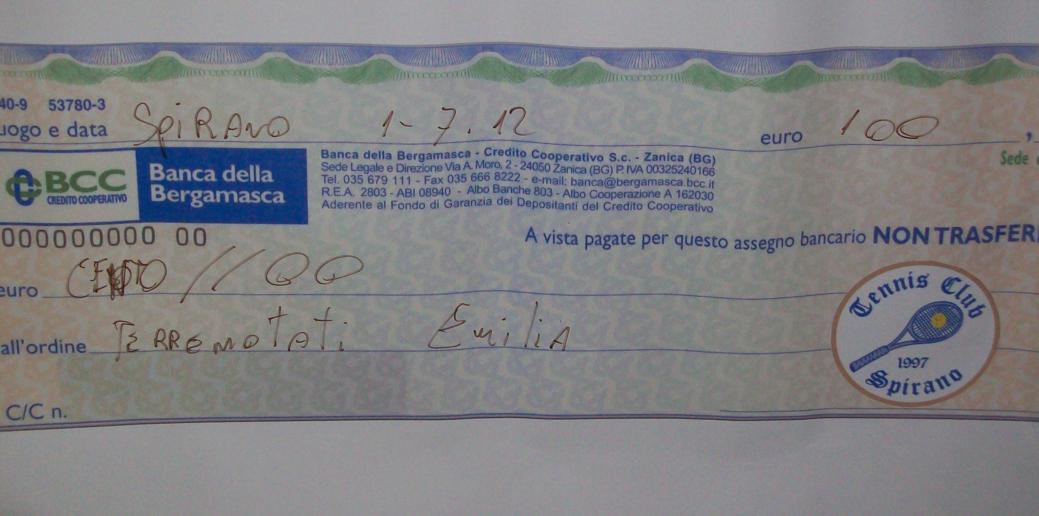 40-9 53780-3
uogo e data SPIRANO 1-7.12 euro 100 ,
Sede
BCC
CREDITO COOPERATIVO
Banca della
Bergamasca
Banca della Bergamasca - Credito Cooperativo S.c. - Zanica (BG)
Sede Legale e Direzione Via A. Moro, 2 - 24050 Zanica (BG) P. IVA 00325240166
Tel. 035 679 111 - Fax 035 666 8222 - e-mail: banca@bergamasca.bcc.it
R.E.A. 2803 - ABI 08940 - Albo Banche 803 - Albo Cooperazione A 162030
Aderente al Fondo di Garanzia dei Depositanti del Credito Cooperativo
000000000 00
A vista pagate per questo assegno bancario NON TRASFERI
euro CENTO //00
all'ordine TERREMOTATI EMILIA
Tennis Club
1997
Spirano
C/C n.